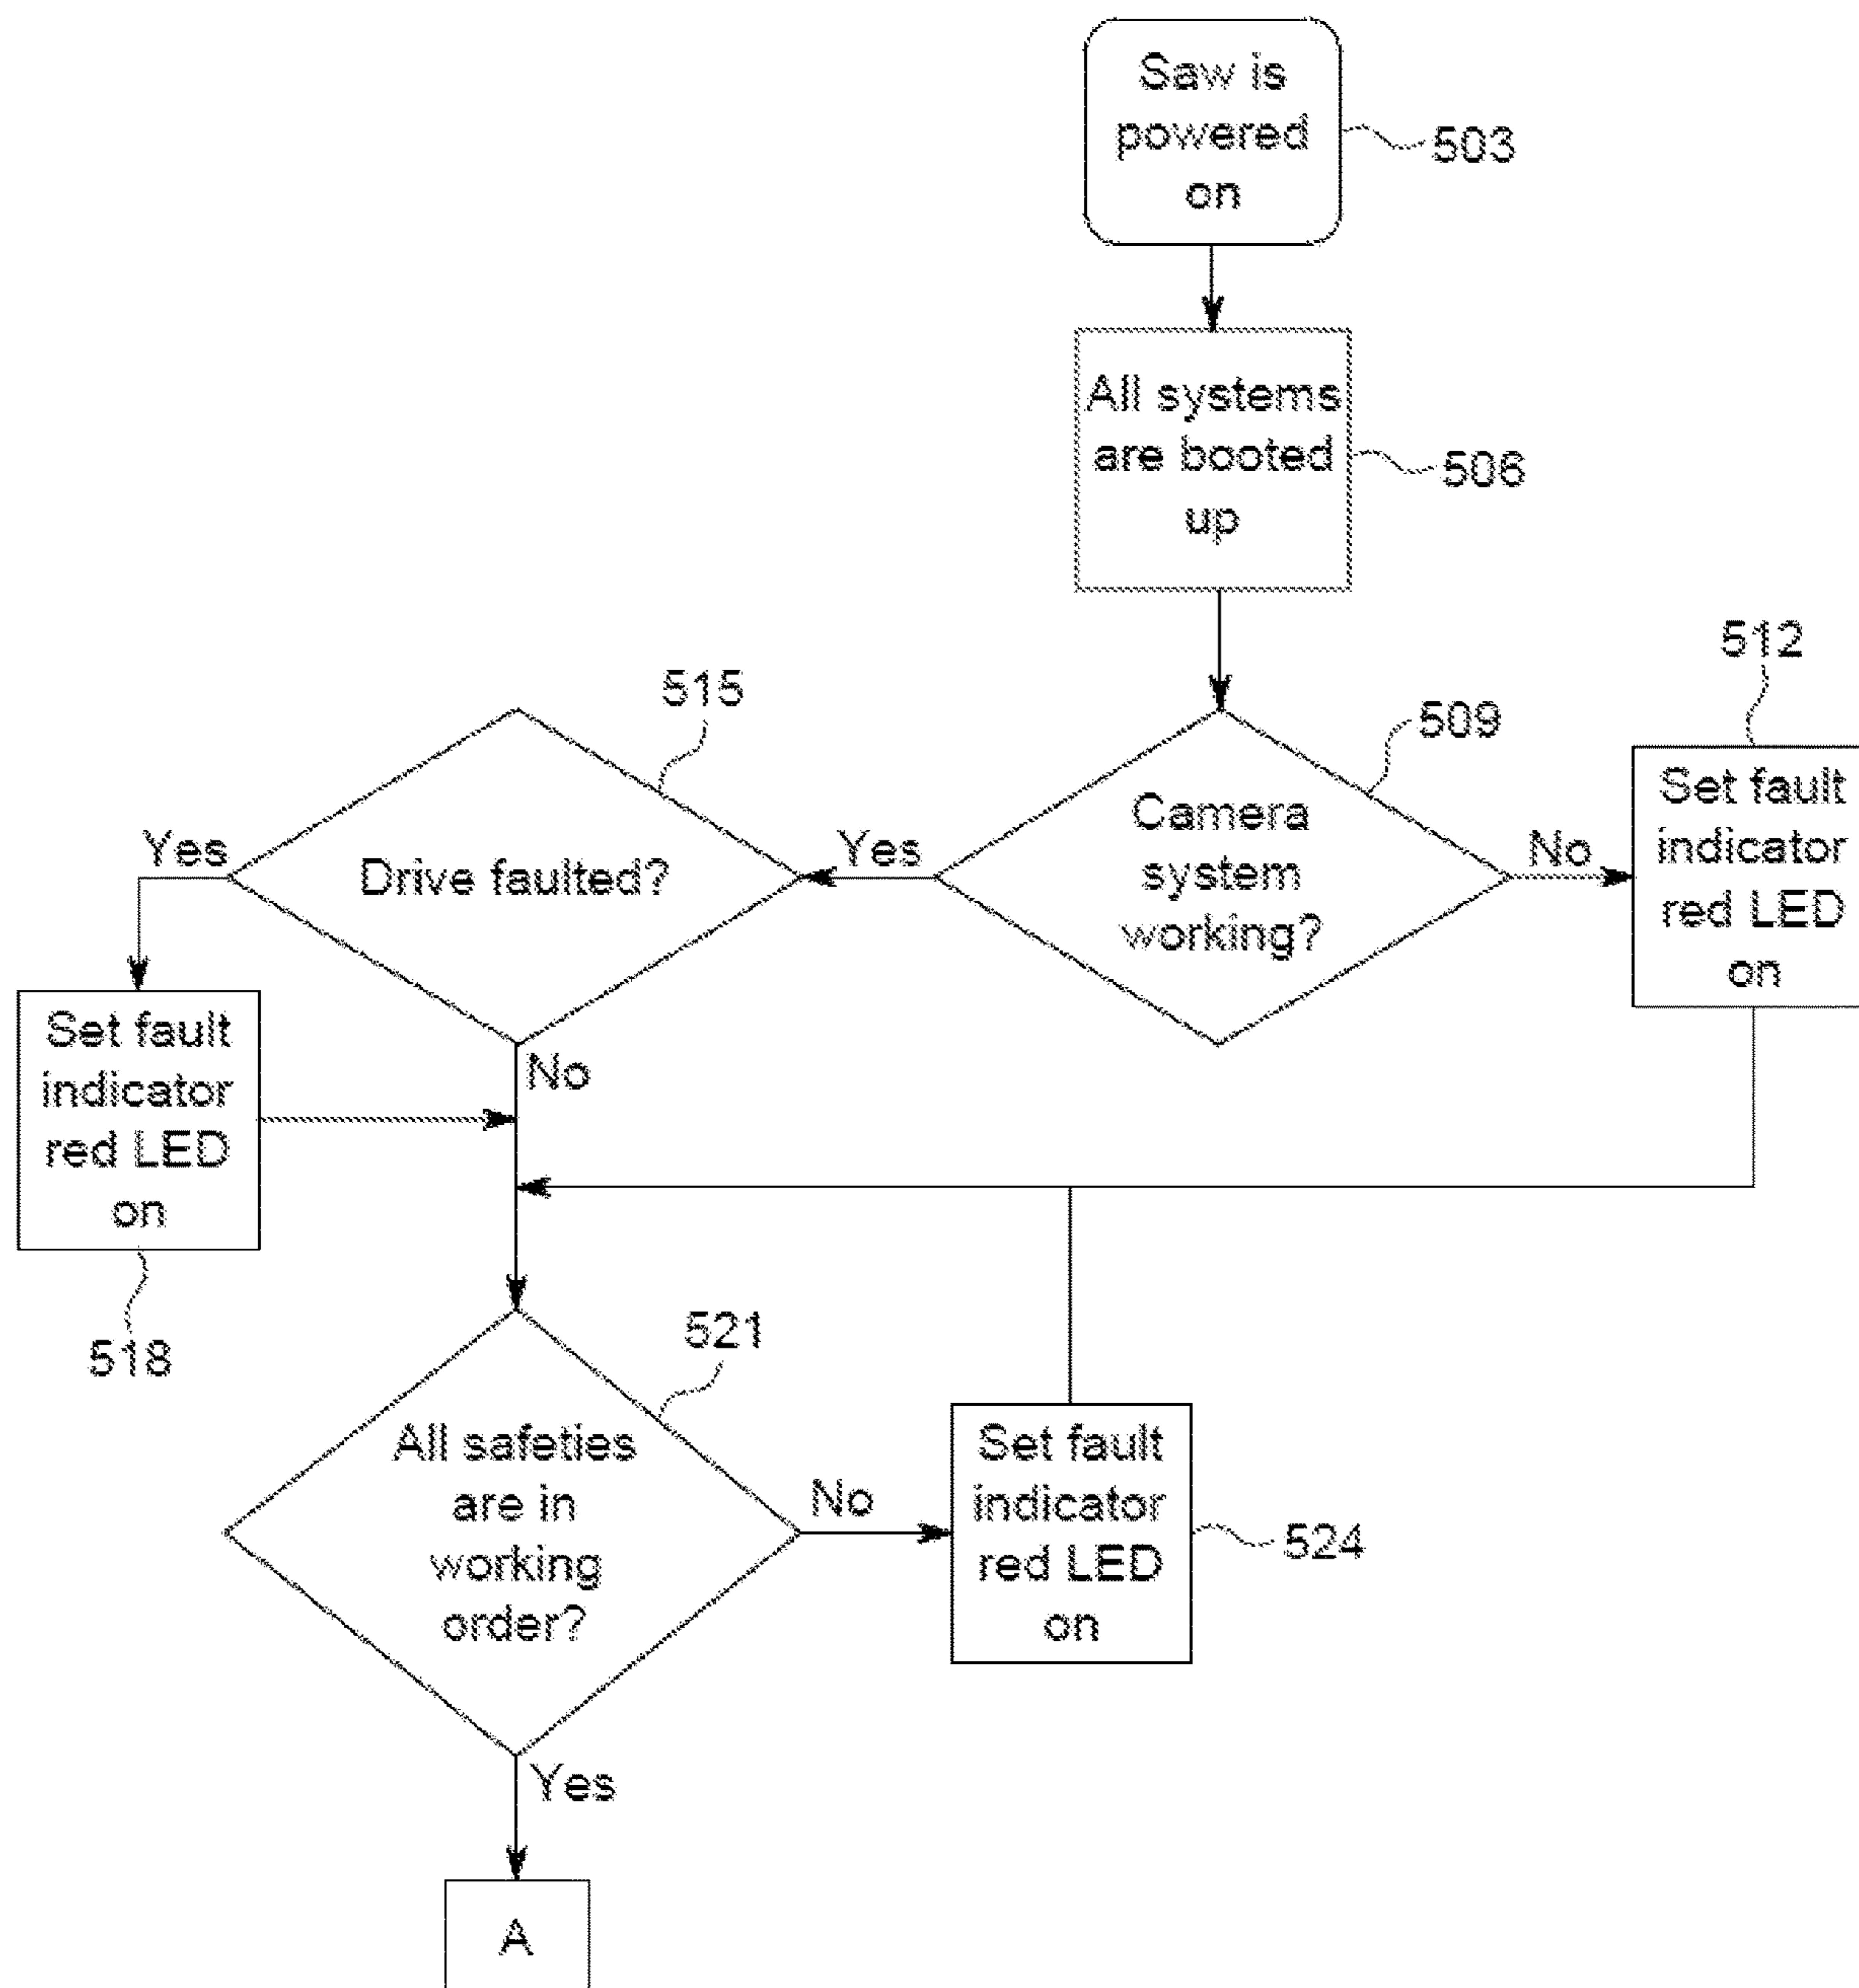 Saw is
powered
on
503
All systems
are booted
up
506
512
515
509
Camera
system
working?
Yes
No
Set fault
indicator
red LED
on
Drive faulted?
Yes
No
Set fault
indicator
red LED
on
518
521
All safeties
are in
working
order?
No
Set fault
indicator
red LED
on
524
Yes
A